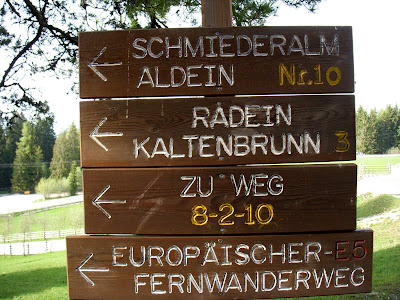 SCHMIEDERALM
ALDEIN Nr. 10
RADEIN
KALTENBRUNN 3
ZU WEG
8-2-10
EUROPÄISCHER-E5
FERNWANDERWEG